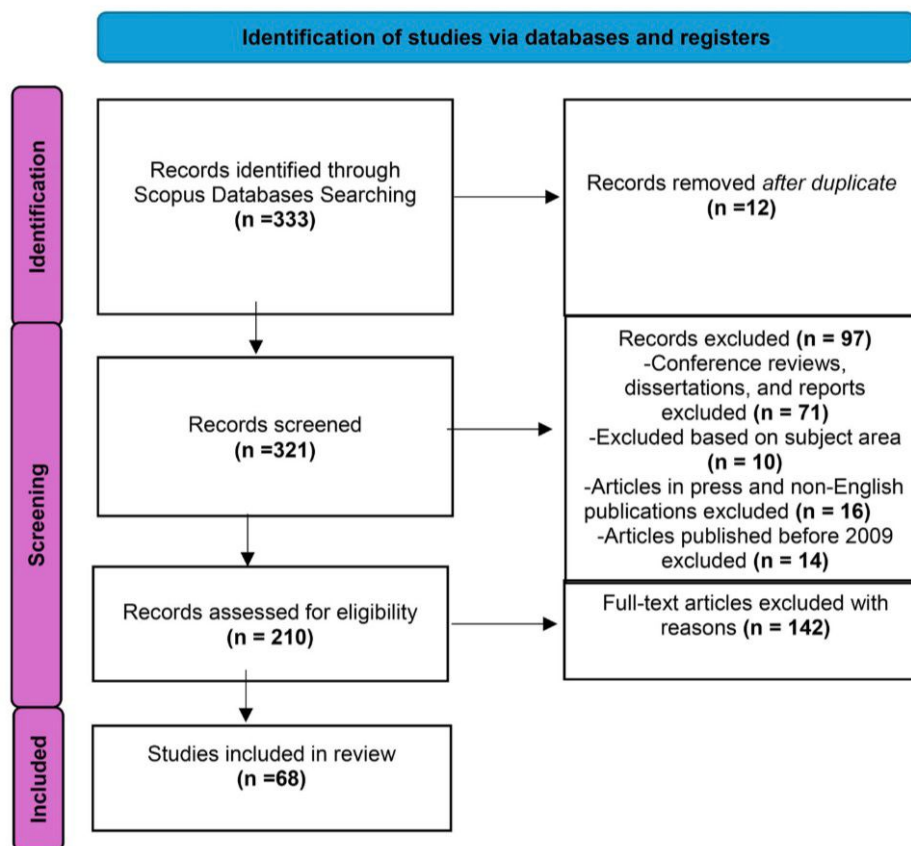 Identification of studies via databases and registers
Identification
Records identified through
Scopus Databases Searching
(n =333)
Records removed after duplicate
(n =12)
Screening
Records screened
(n =321)
Records excluded (n = 97)
-Conference reviews,
dissertations, and reports
excluded (n = 71)
-Excluded based on subject area
(n = 10)
-Articles in press and non-English
publications excluded (n = 16)
-Articles published before 2009
excluded (n = 14)
Records assessed for eligibility
(n = 210)
Full-text articles excluded with
reasons (n = 142)
Included
Studies included in review
(n =68)